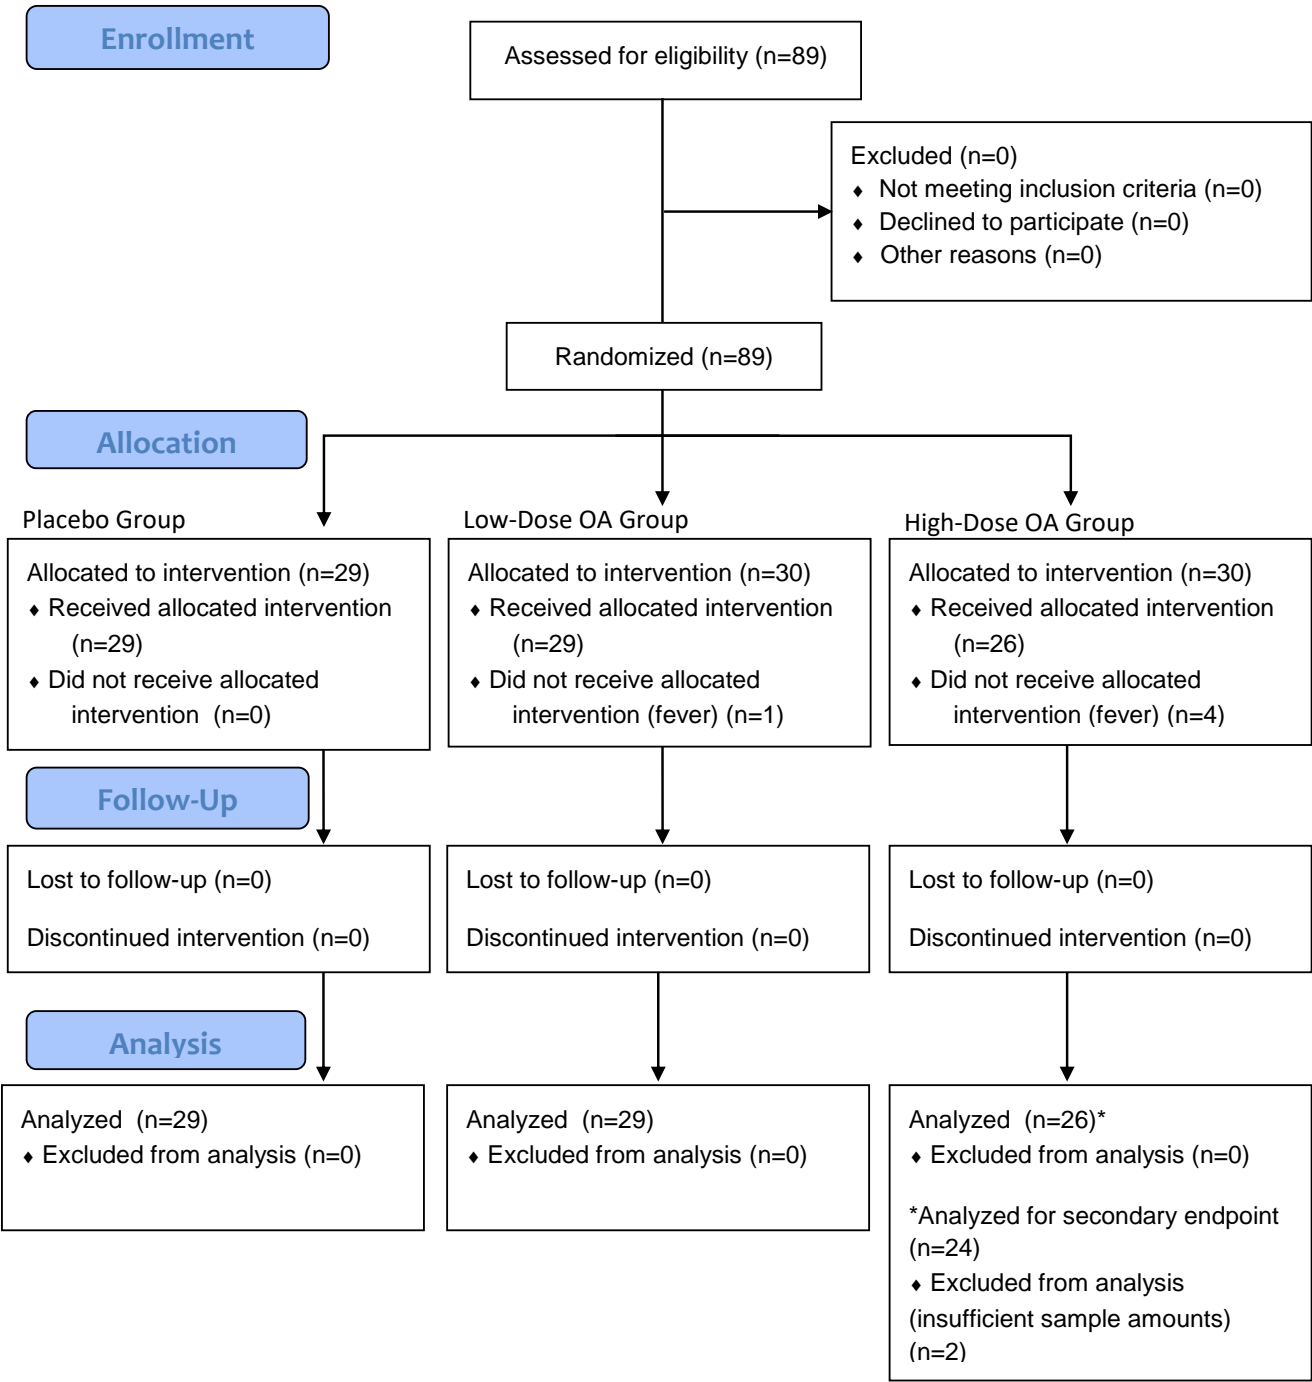 Enrollment
Assessed for eligibility (n=89)
Excluded (n=0)
♦ Not meeting inclusion criteria (n=0)
♦ Declined to participate (n=0)
♦ Other reasons (n=0)
Randomized (n=89)
Allocation
Placebo Group
Allocated to intervention (n=29)
♦ Received allocated intervention
(n=29)
♦ Did not receive allocated
intervention (n=0)
Low-Dose OA Group
Allocated to intervention (n=30)
♦ Received allocated intervention
(n=29)
♦ Did not receive allocated
intervention (fever) (n=1)
High-Dose OA Group
Allocated to intervention (n=30)
♦ Received allocated intervention
(n=26)
♦ Did not receive allocated
intervention (fever) (n=4)
Follow-Up
Lost to follow-up (n=0)
Discontinued intervention (n=0)
Lost to follow-up (n=0)
Discontinued intervention (n=0)
Lost to follow-up (n=0)
Discontinued intervention (n=0)
Analysis
Analyzed (n=29)
♦ Excluded from analysis (n=0)
Analyzed (n=29)
♦ Excluded from analysis (n=0)
Analyzed (n=26)*
♦ Excluded from analysis (n=0)
*Analyzed for secondary endpoint
(n=24)
♦ Excluded from analysis
(insufficient sample amounts)
(n=2)